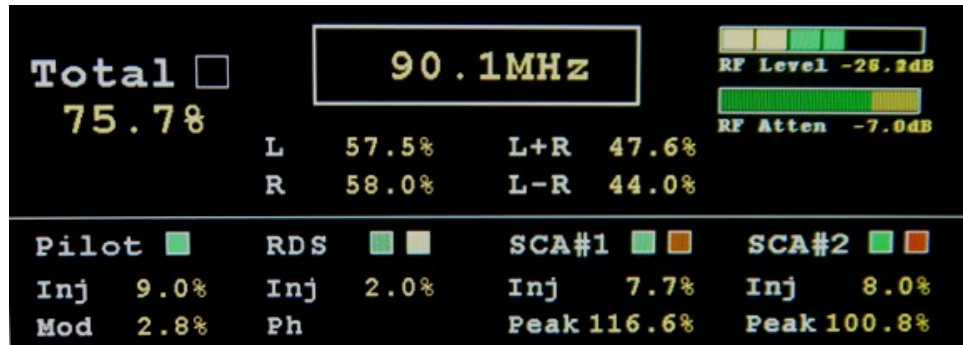 Total
75.7%
90.1MHz
RF Level -26.2dB
RF Atten -7.0dB
L 57.5% L+R 47.6%
R 58.0% L-R 44.0%
Pilot RDS SCA#1 SCA#2
Inj 9.0% Inj 2.0% Inj 7.7% Inj 8.0%
Mod 2.8% Ph Peak 116.6% Peak 100.8%